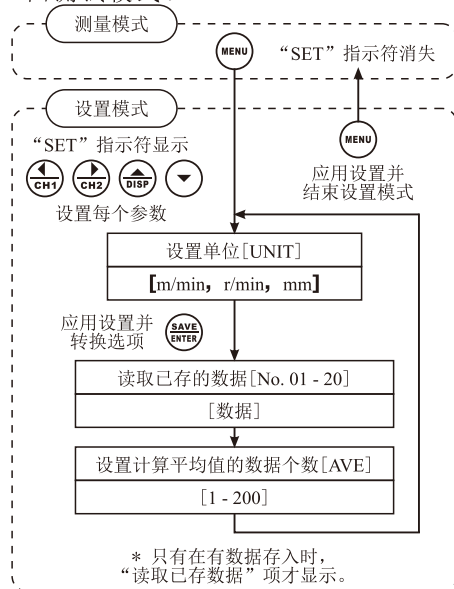 测量模式
MENU
“SET”指示符消失
设置模式
“SET”指示符显示
CH1
CH2
DISP
设置每个参数
MENU
应用设置并
结束设置模式
设置单位[UNIT]
[m/min, r/min, mm]
应用设置并
转换选项
SAVE
ENTER
读取已存的数据[No. 01 - 20]
[数据]
设置计算平均值的数据个数[AVE]
[1 - 200]
* 只有在有数据存入时，
“读取已存数据”项才显示。